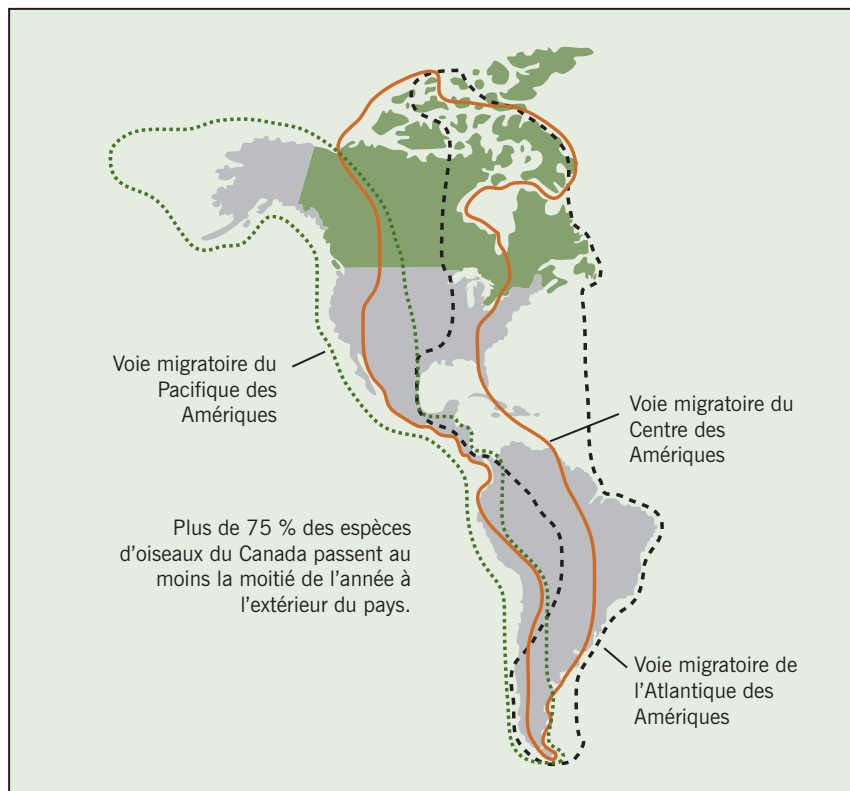 Voie migratoire du
Pacifique des
Amériques
Voie migratoire du
Centre des
Amériques
Plus de 75 % des espèces
d’oiseaux du Canada passent au
moins la moitié de l’année à
l’extérieur du pays.
Voie migratoire de
l’Atlantique des
Amériques